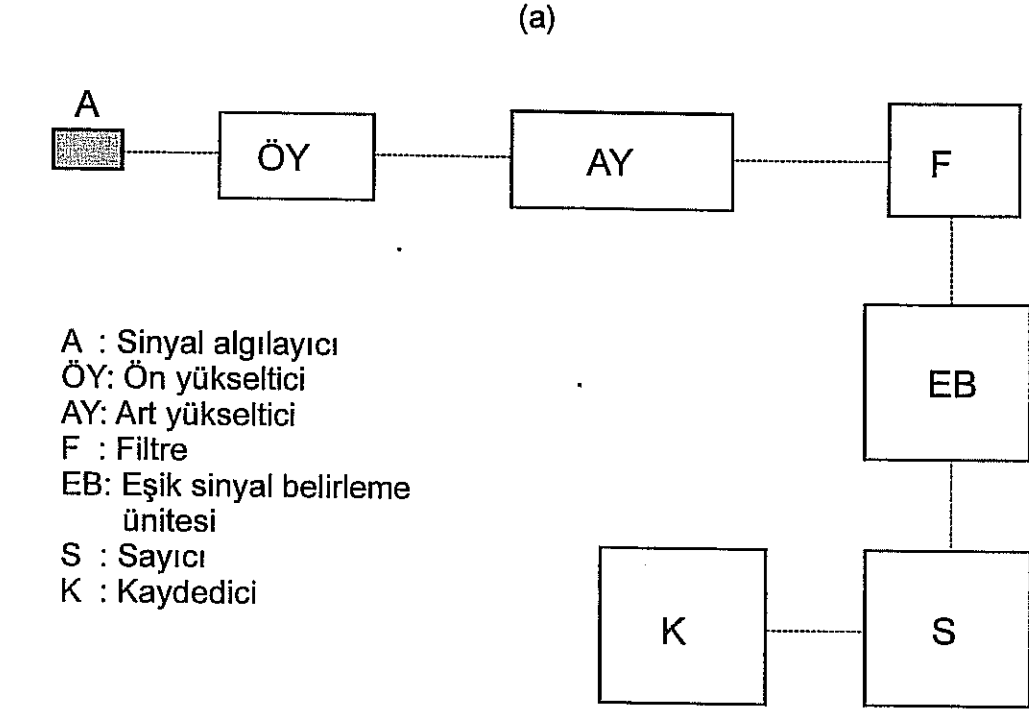 (a)
A
ÖY
AY
F
EB
A : Sinyal algılayıcı
ÖY: Ön yükseltici
AY: Art yükseltici
F : Filtre
EB: Eşik sinyal belirleme
ünitesi
S : Sayıcı
K : Kaydedici
K
S